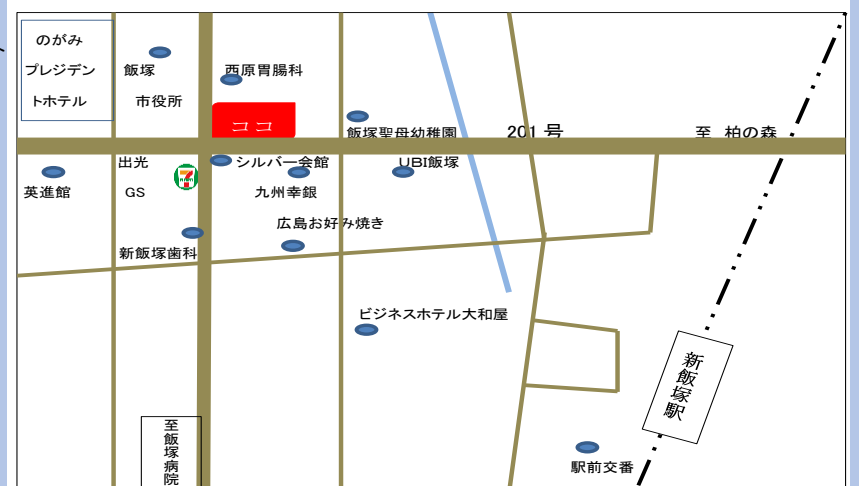 のがみ
プレジデン
トホテル
飯塚
市役所
西原胃腸科
ココ
飯塚聖母幼稚園
201 号
至 柏の森
英進館
出光
GS
7
シルバー会館
九州幸銀
UBI飯塚
広島お好み焼き
新飯塚歯科
ビジネスホテル大和屋
新飯塚駅
至飯塚病院
駅前交番